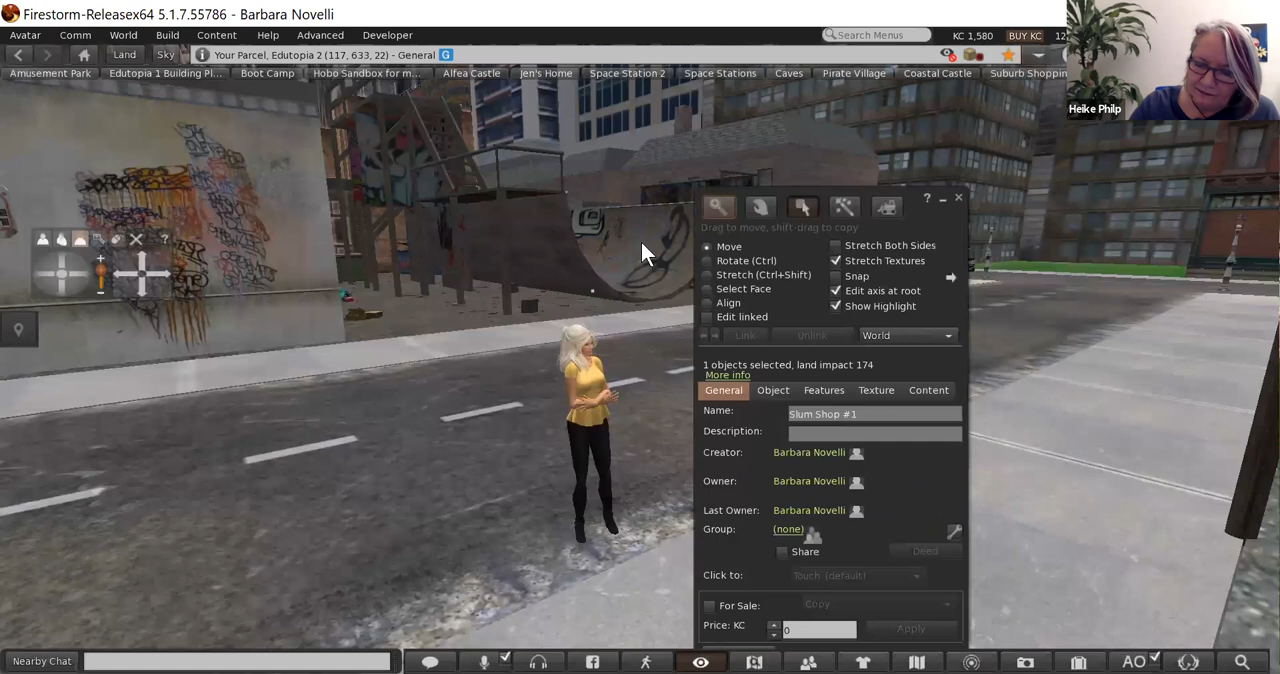 Firestorm-Releasex64 5.1.7.55786 - Barbara Novelli
Avatar Comm World Build Content Help Advanced Developer
Search Menus
KC 1,580 BUY KC
Land Sky Your Parcel, Edutopia 2 (117, 633, 22) - General G
Amusement Park Edutopia 1 Building Pl... Boot Camp Hobo Sandbox for m... Alfea Castle jen's Home Space Station 2 Space Stations Caves Pirate Village Coastal Castle Suburb Shoppin
Heike Philp
? _ ×
Drag to move, shift-drag to copy
Move
Rotate (Ctrl)
Stretch (Ctrl+Shift)
Select Face
Align
Edit linked
Stretch Both Sides
Stretch Textures
Snap
Edit axis at root
Show Highlight
Link Unlink World
1 objects selected, land impact 174
More info
General Object Features Texture Content
Name: Slum Shop #1
Description:
Creator: Barbara Novelli
Owner: Barbara Novelli
Last Owner: Barbara Novelli
Group: (none)
Share Deed
Click to: Touch (default)
For Sale: Copy
Price: KC 0 Apply
Nearby Chat
AO